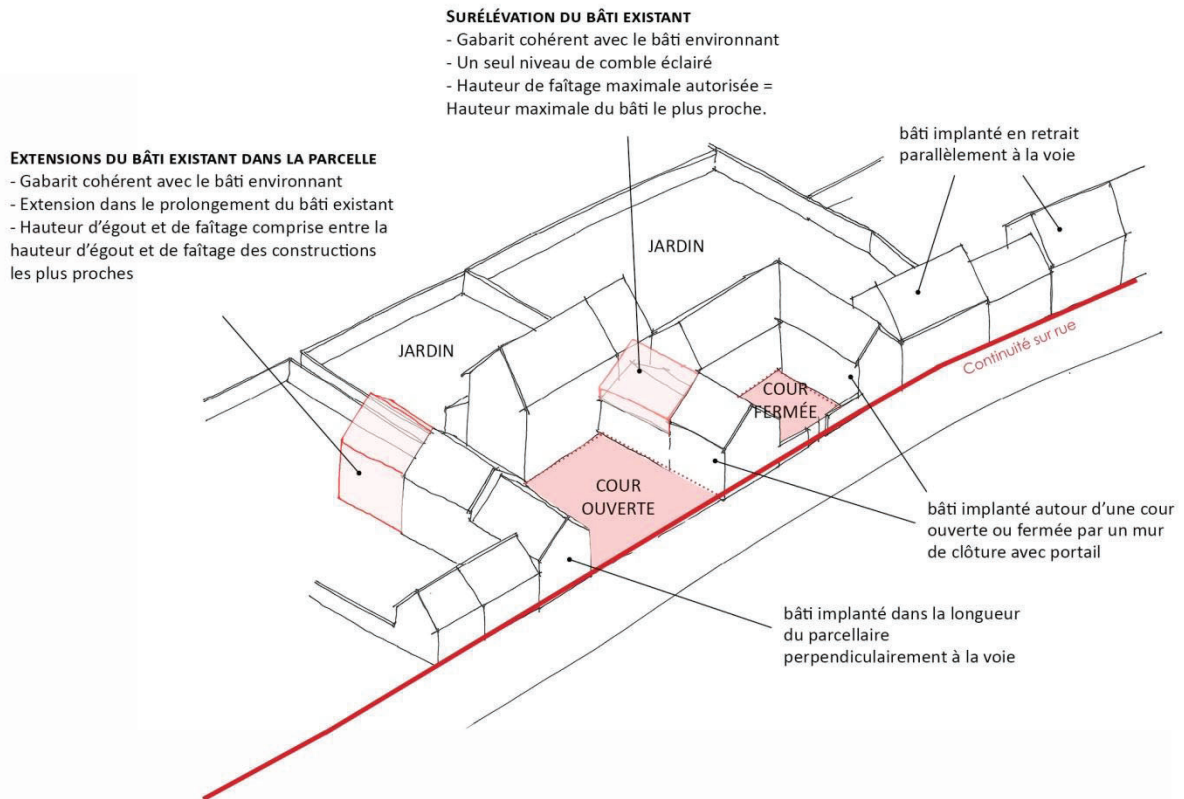 SURÉLÉVATION DU BÂTI EXISTANT
- Gabarit cohérent avec le bâti environnant
- Un seul niveau de comble éclairé
- Hauteur de faîtage maximale autorisée =
Hauteur maximale du bâti le plus proche.
EXTENSIONS DU BÂTI EXISTANT DANS LA PARCELLE
- Gabarit cohérent avec le bâti environnant
- Extension dans le prolongement du bâti existant
- Hauteur d'égout et de faîtage comprise entre la
hauteur d'égout et de faîtage des constructions
les plus proches
bâti implanté en retrait
parallèlement à la voie
JARDIN
JARDIN
Continuité sur rue
COUR
FERMÉE
COUR
OUVERTE
bâti implanté autour d'une cour
ouverte ou fermée par un mur
de clôture avec portail
bâti implanté dans la longueur
du parcellaire
perpendiculairement à la voie